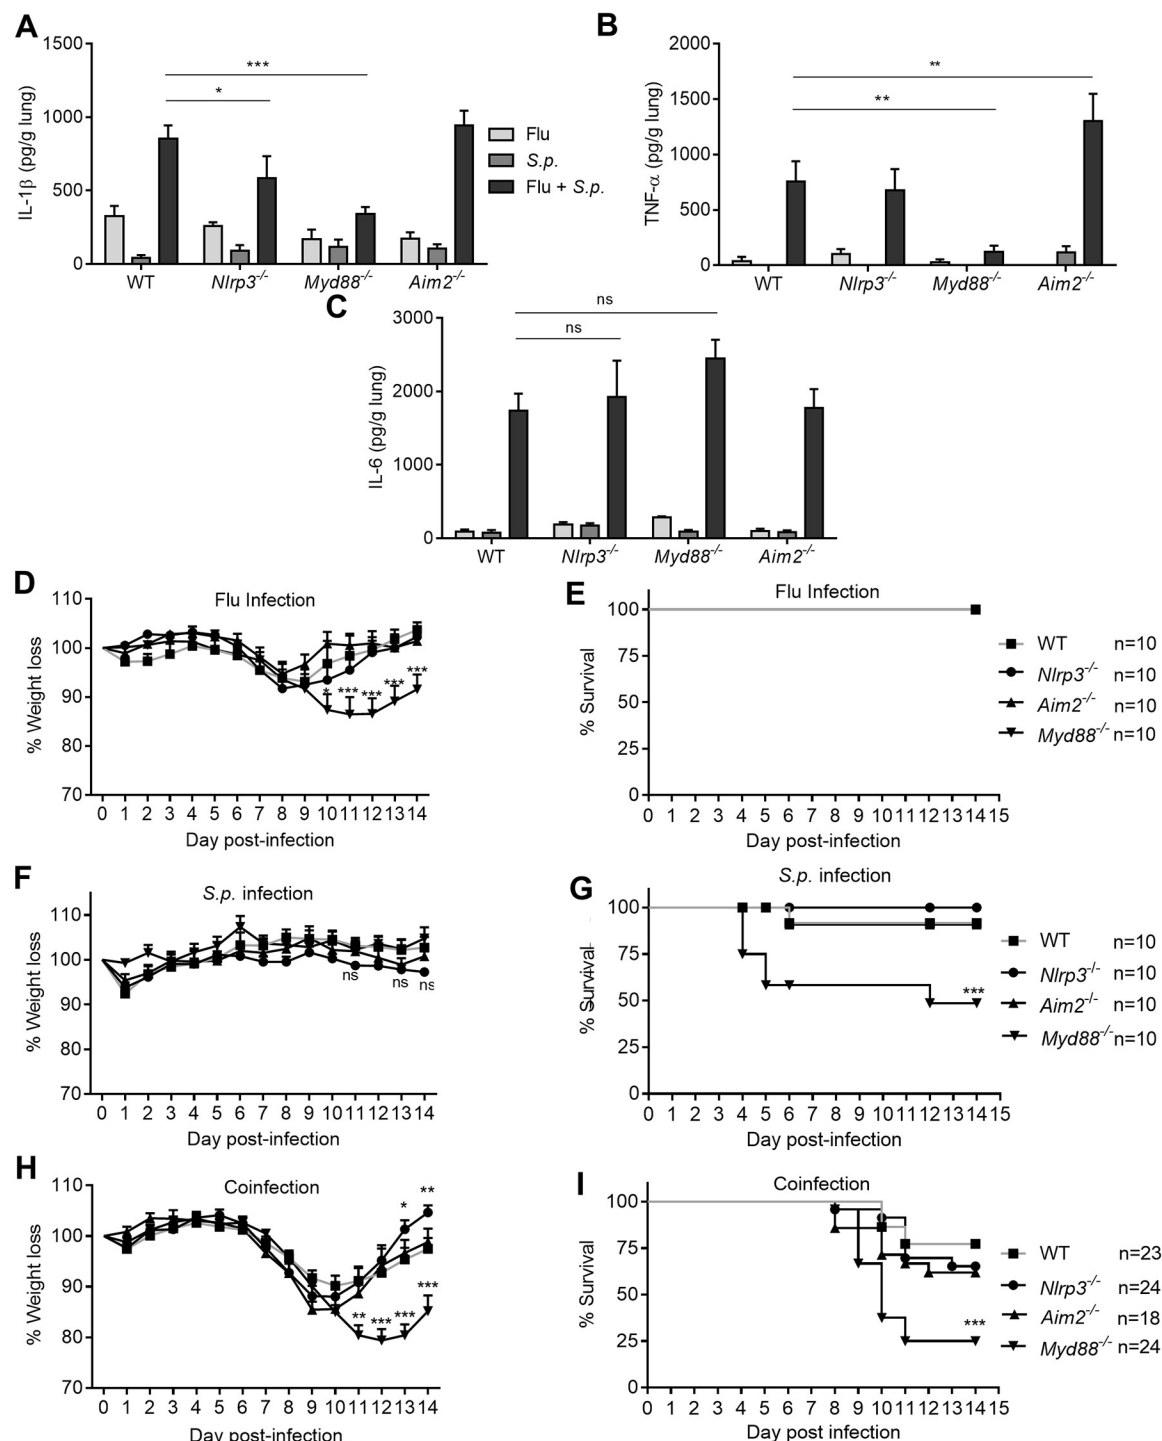 A
IL-1β (pg/g lung)
1500
1000
500
0
***
*
WT
Nlrp3-/-
Myd88-/-
Aim2-/-
Flu
S.p.
Flu + S.p.
B
TNF-α (pg/g lung)
2000
1500
1000
500
0
**
**
WT
Nlrp3-/-
Myd88-/-
Aim2-/-
C
IL-6 (pg/g lung)
3000
2000
1000
0
ns
ns
WT
Nlrp3-/-
Myd88-/-
Aim2-/-
D
Flu Infection
% Weight loss
110
100
90
80
70
* *** *** *** ***
0 1 2 3 4 5 6 7 8 9 10 11 12 13 14
Day post-infection
E
Flu Infection
% Survival
100
75
50
25
0
0 1 2 3 4 5 6 7 8 9 10 11 12 13 14 15
Day post-infection
WT n=10
Nlrp3-/- n=10
Aim2-/- n=10
Myd88-/- n=10
F
S.p. infection
% Weight loss
110
100
90
80
70
ns ns ns
0 1 2 3 4 5 6 7 8 9 10 11 12 13 14
Day post-infection
G
S.p. infection
% Survival
100
75
50
25
0
***
0 1 2 3 4 5 6 7 8 9 10 11 12 13 14 15
Day post-infection
WT n=10
Nlrp3-/- n=10
Aim2-/- n=10
Myd88-/- n=10
H
Coinfection
% Weight loss
110
100
90
80
70
* **
** *** *** ***
0 1 2 3 4 5 6 7 8 9 10 11 12 13 14
Day post-infection
I
Coinfection
% Survival
100
75
50
25
0
***
0 1 2 3 4 5 6 7 8 9 10 11 12 13 14 15
Day post infection
WT n=23
Nlrp3-/- n=24
Aim2-/- n=18
Myd88-/- n=24